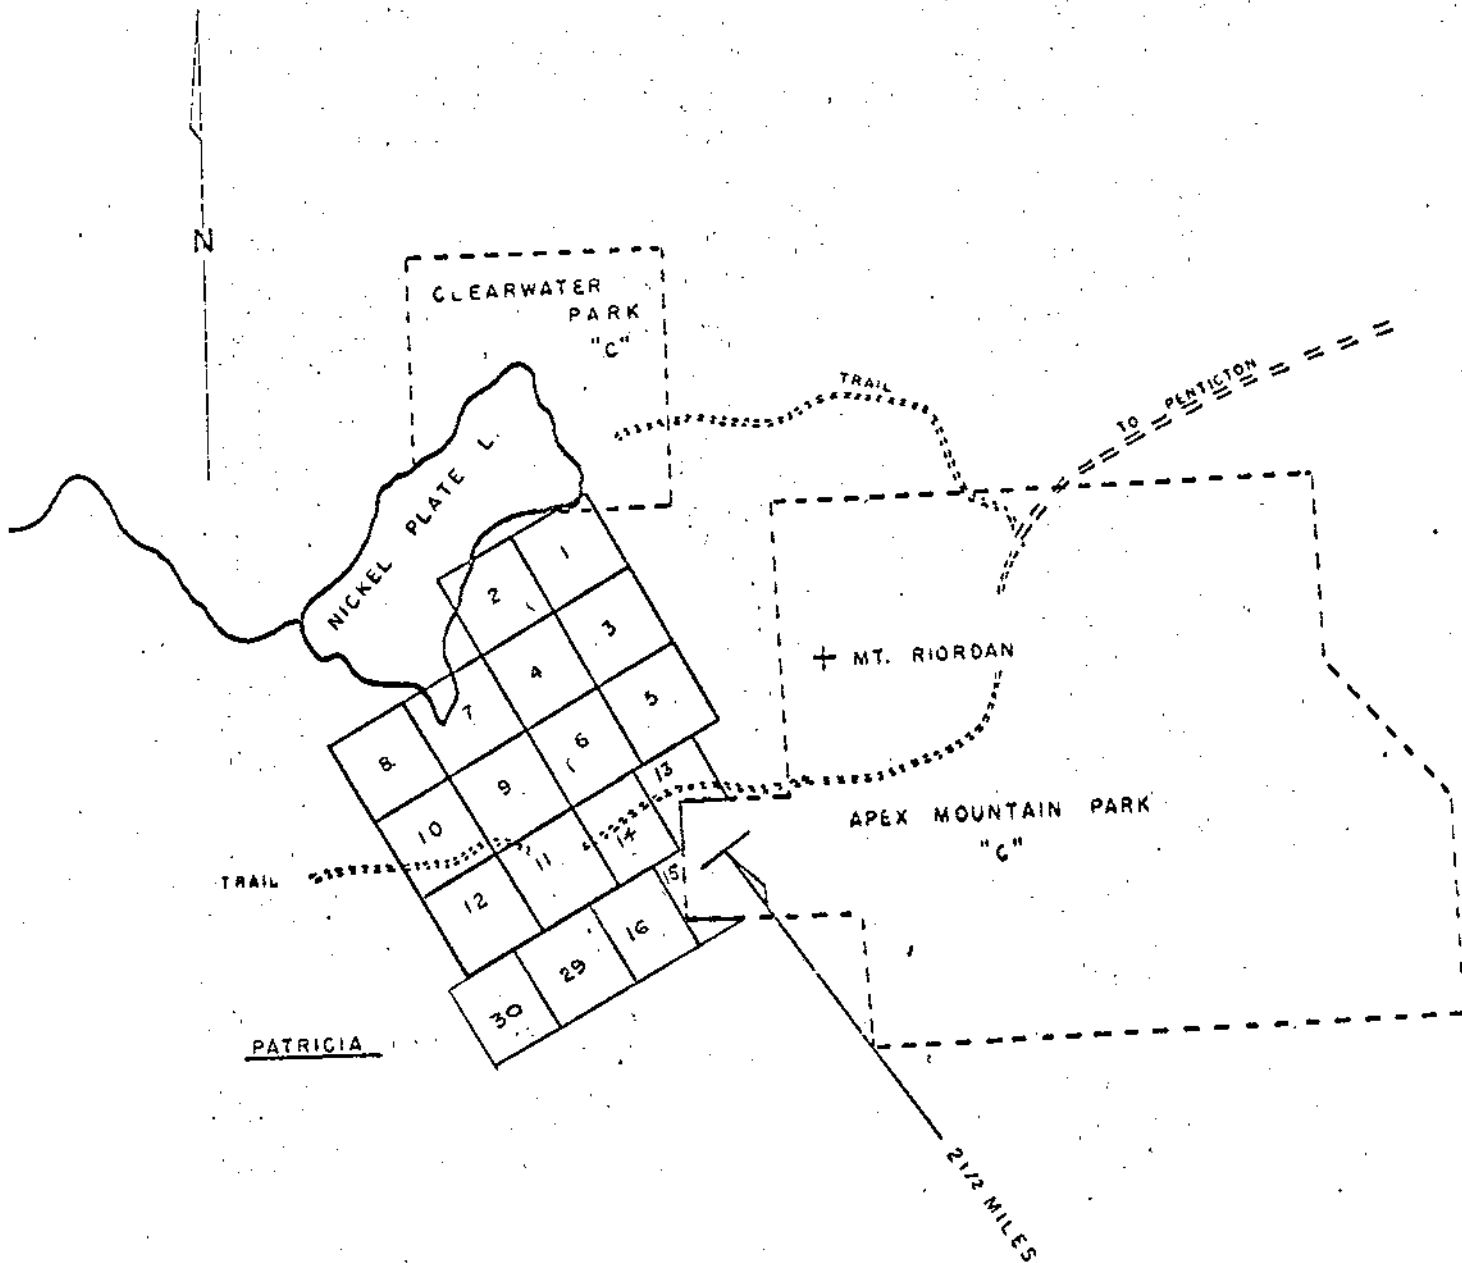 N
CLEARWATER
PARK
"C"
TRAIL
TO PENTICTON
NICKEL PLATE L.
1
2
3
4
MT. RIORDAN
5
7
6
8
13
9
10
APEX MOUNTAIN PARK
"C"
14
11
TRAIL
15
12
16
29
30
PATRICIA
2 1/2 MILES